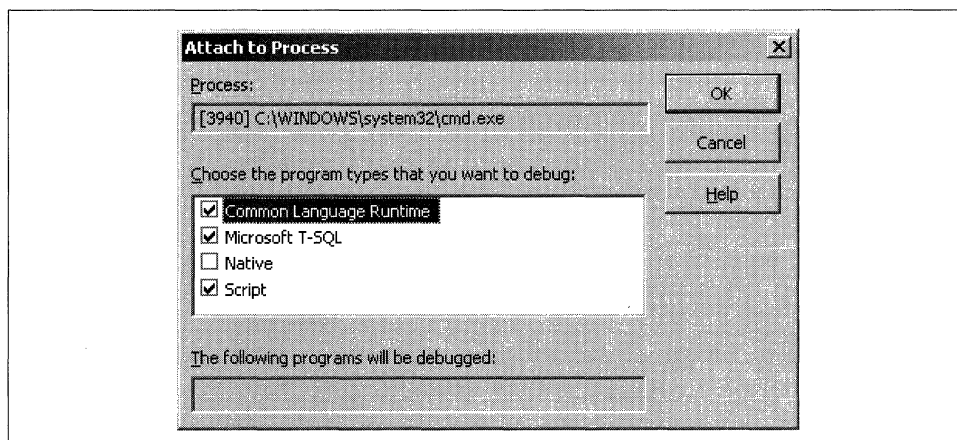 Attach to Process
Process:
[3940] C:\WINDOWS\system32\cmd.exe
OK
Cancel
Help
Choose the program types that you want to debug:
Common Language Runtime
Microsoft T-SQL
Native
Script
The following programs will be debugged: